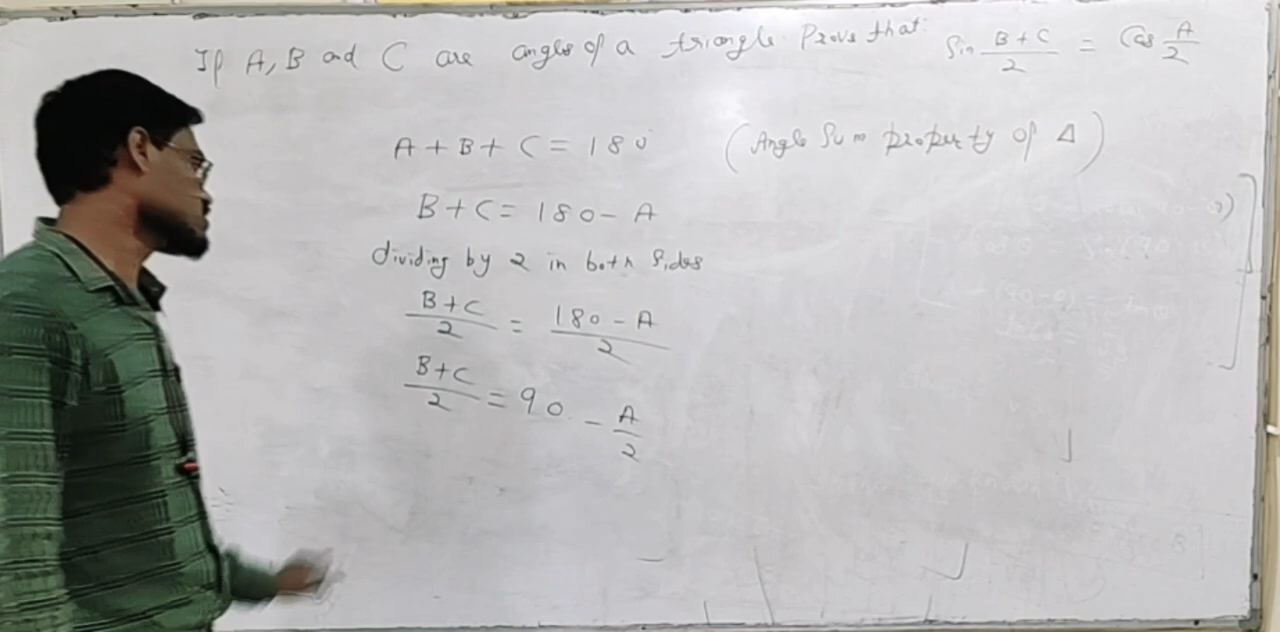 If A, B and C are angles of a triangle. Prove that: Sin B+C/2 = Cos A/2
A + B + C = 180° (Angle Sum property of Δ)
B + C = 180 - A
dividing by 2 in both Sides
B+C/2 = 180 - A/2
B+C/2 = 90 - A/2